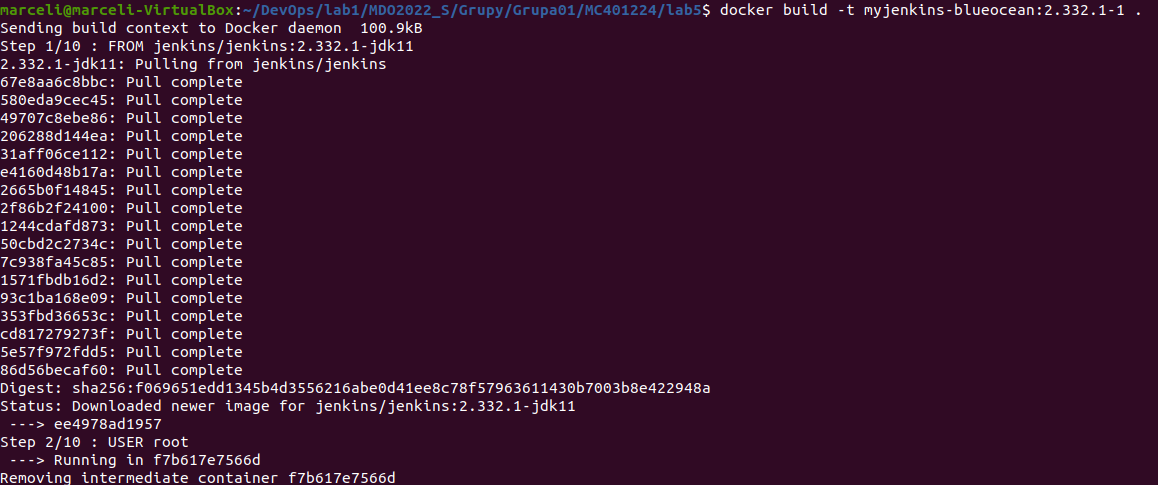 marceli@marceli-VirtualBox:~/DevOps/lab1/MDO2022_S/Grupy/Grupa01/MC401224/lab5$ docker build -t myjenkins-blueocean:2.332.1-1 .
Sending build context to Docker daemon  100.9kB
Step 1/10 : FROM jenkins/jenkins:2.332.1-jdk11
2.332.1-jdk11: Pulling from jenkins/jenkins
67e8aa6c8bbc: Pull complete
580eda9cec45: Pull complete
49707c8ebe86: Pull complete
206288d144ea: Pull complete
31aff06ce112: Pull complete
e4160d48b17a: Pull complete
2665b0f14845: Pull complete
2f86b2f24100: Pull complete
1244cdafd873: Pull complete
50cbd2c2734c: Pull complete
7c938fa45c85: Pull complete
1571fbdb16d2: Pull complete
93c1ba168e09: Pull complete
353fbd36653c: Pull complete
cd817279273f: Pull complete
5e57f972fdd5: Pull complete
86d56becaf60: Pull complete
Digest: sha256:f069651edd1345b4d3556216abe0d41ee8c78f57963611430b7003b8e422948a
Status: Downloaded newer image for jenkins/jenkins:2.332.1-jdk11
 ---> ee4978ad1957
Step 2/10 : USER root
 ---> Running in f7b617e7566d
Removing intermediate container f7b617e7566d